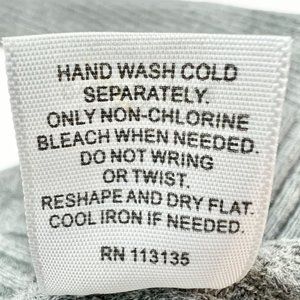 HAND WASH COLD
SEPARATELY.
ONLY NON-CHLORINE
BLEACH WHEN NEEDED.
DO NOT WRING
OR TWIST.
RESHAPE AND DRY FLAT.
COOL IRON IF NEEDED.
RN 113135